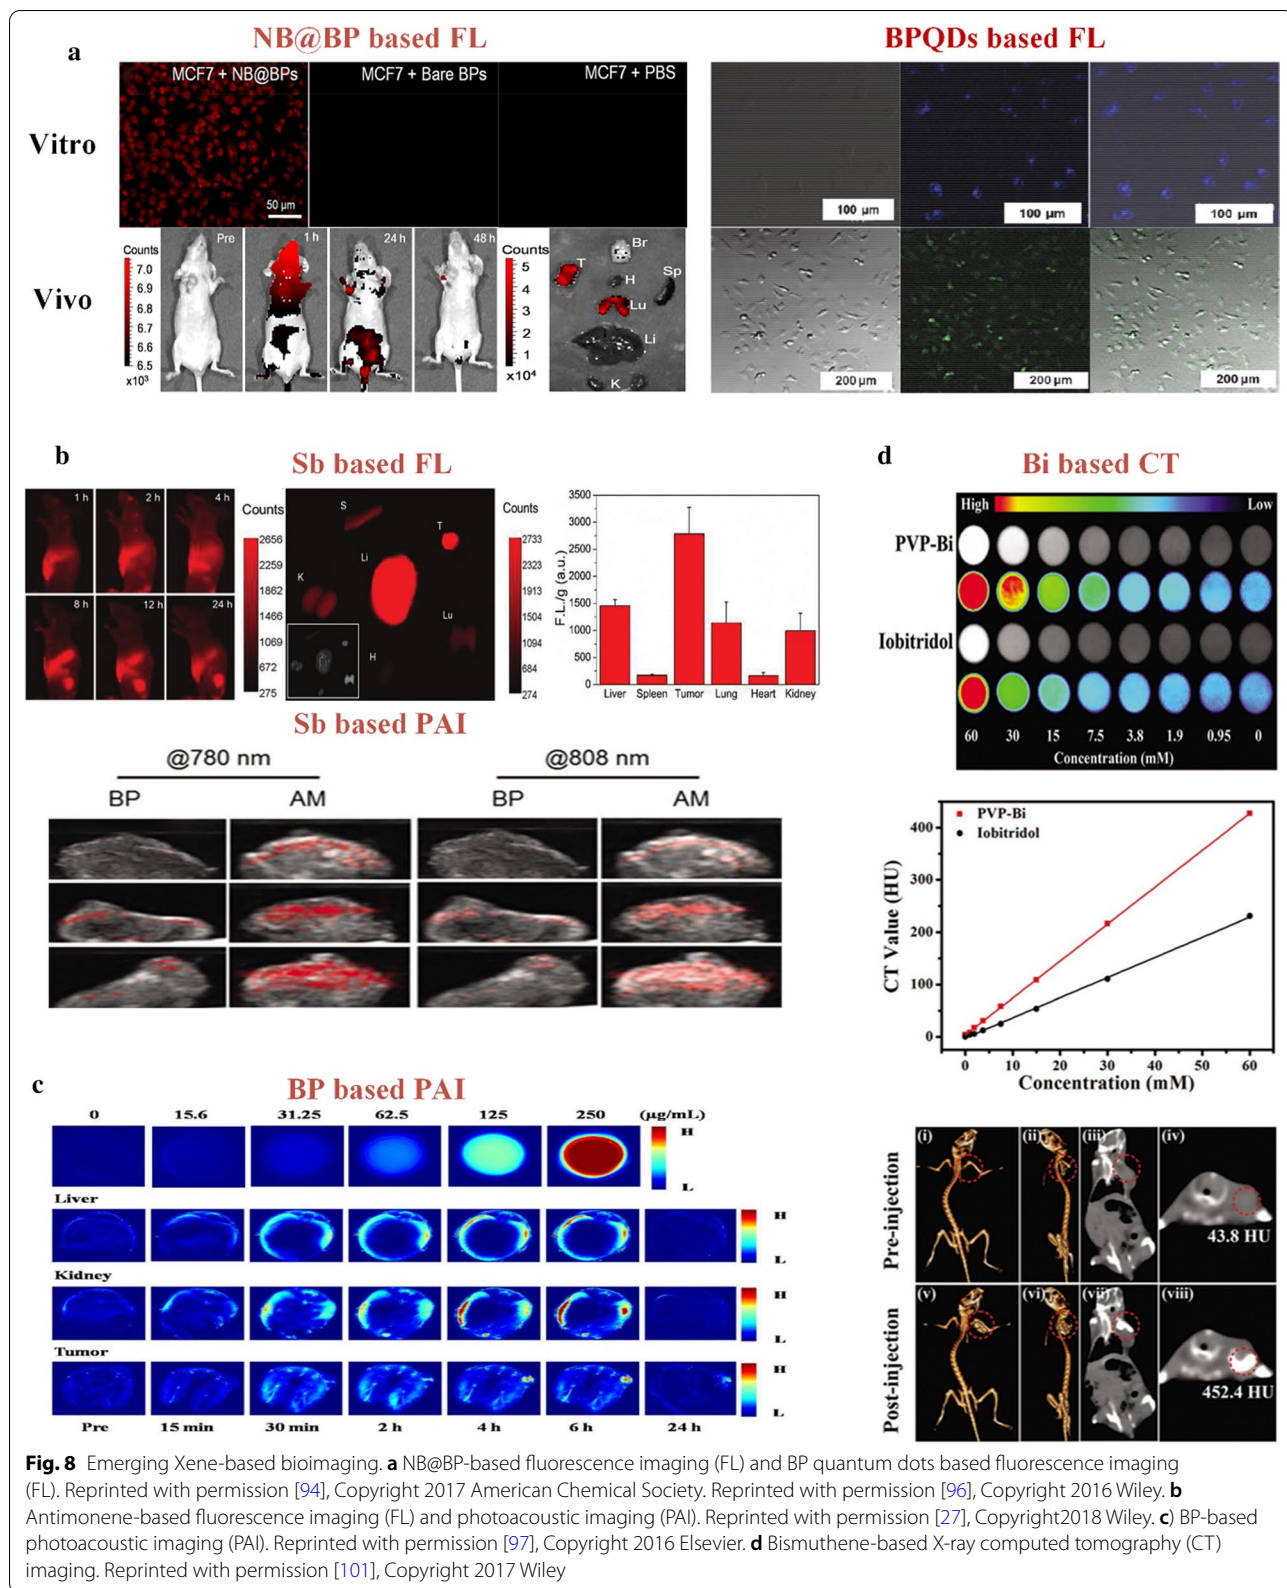 a
NB@BP based FL
BPQDs based FL
Vitro
MCF7 + NB@BPs
MCF7 + Bare BPs
MCF7 + PBS
50 µm
100 µm
100 µm
100 µm
Vivo
Counts
7.0
6.9
6.8
6.7
6.6
6.5
x10³
Pre
1 h
24 h
48 h
Counts
5
4
3
2
1
x10⁴
Br
T
H
Sp
Lu
Li
K
200 µm
200 µm
200 µm
b
Sb based FL
1 h
2 h
4 h
8 h
12 h
24 h
Counts
2656
2259
1862
1466
1069
672
275
S
T
Li
K
Lu
H
Counts
2733
2323
1913
1504
1094
684
274
F.L./g (a.u.)
3500
3000
2500
2000
1500
1000
500
0
Liver Spleen Tumor Lung Heart Kidney
Sb based PAI
@780 nm
@808 nm
BP AM BP AM
c
BP based PAI
0 15.6 31.25 62.5 125 250 (µg/mL)
H
L
Liver
H
L
Kidney
H
L
Tumor
H
L
Pre 15 min 30 min 2 h 4 h 6 h 24 h
d
Bi based CT
High Low
PVP-Bi
Iobitridol
60 30 15 7.5 3.8 1.9 0.95 0
Concentration (mM)
PVP-Bi
Iobitridol
CT Value (HU)
400
300
200
100
0
0 10 20 30 40 50 60
Concentration (mM)
Pre-injection
(i) (ii) (iii) (iv)
43.8 HU
Post-injection
(v) (vi) (vii) (viii)
452.4 HU
Fig. 8 Emerging Xene-based bioimaging. a NB@BP-based fluorescence imaging (FL) and BP quantum dots based fluorescence imaging
(FL). Reprinted with permission [94], Copyright 2017 American Chemical Society. Reprinted with permission [96], Copyright 2016 Wiley. b
Antimonene-based fluorescence imaging (FL) and photoacoustic imaging (PAI). Reprinted with permission [27], Copyright2018 Wiley. c) BP-based
photoacoustic imaging (PAI). Reprinted with permission [97], Copyright 2016 Elsevier. d Bismuthene-based X-ray computed tomography (CT)
imaging. Reprinted with permission [101], Copyright 2017 Wiley